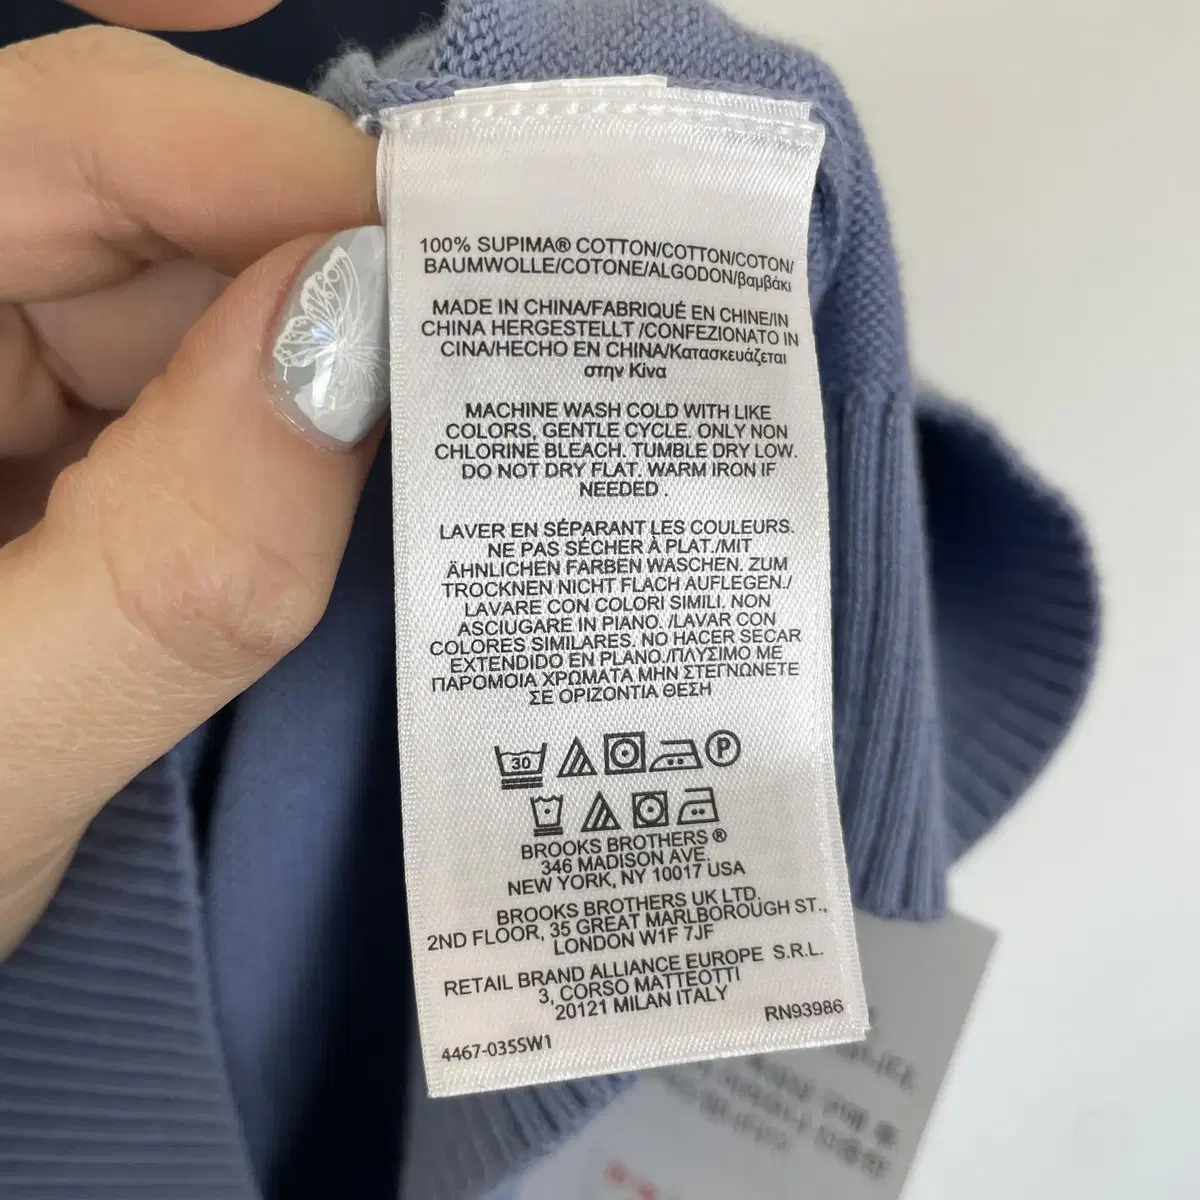 100% SUPIMA® COTTON/COTTON/COTON/
BAUMWOLLE/COTONE/ALGODON/βαμβάκι
MADE IN CHINA/FABRIQUÉ EN CHINE/IN
CHINA HERGESTELLT /CONFEZIONATO IN
CINA/HECHO EN CHINA/Κατασκευάζεται
στην Κίνα
MACHINE WASH COLD WITH LIKE
COLORS. GENTLE CYCLE. ONLY NON
CHLORINE BLEACH. TUMBLE DRY LOW.
DO NOT DRY FLAT. WARM IRON IF
NEEDED .
LAVER EN SÉPARANT LES COULEURS.
NE PAS SÉCHER À PLAT./MIT
ÄHNLICHEN FARBEN WASCHEN. ZUM
TROCKNEN NICHT FLACH AUFLEGEN./
LAVARE CON COLORI SIMILI. NON
ASCIUGARE IN PIANO. /LAVAR CON
COLORES SIMILARES. NO HACER SECAR
EXTENDIDO EN PLANO./ΠΛΥΣΙΜΟ ΜΕ
ΠΑΡΟΜΟΙΑ ΧΡΩΜΑΤΑ ΜΗΝ ΣΤΕΓΝΩΝΕΤΕ
ΣΕ ΟΡΙΖΟΝΤΙΑ ΘΕΣΗ
30 P
BROOKS BROTHERS ®
346 MADISON AVE.
NEW YORK, NY 10017 USA
BROOKS BROTHERS UK LTD.
2ND FLOOR, 35 GREAT MARLBOROUGH ST.,
LONDON W1F 7JF
RETAIL BRAND ALLIANCE EUROPE S.R.L.
3, CORSO MATTEOTTI
20121 MILAN ITALY
RN93986
4467-035SW1